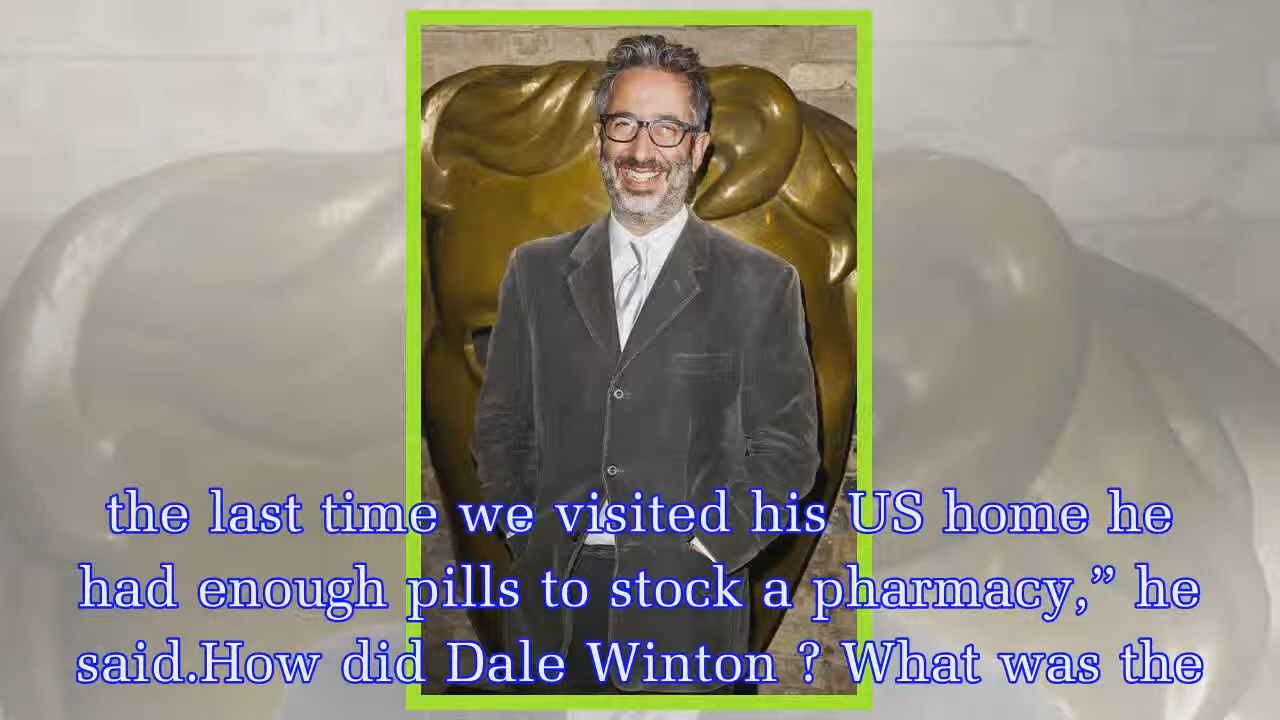 the last time we visited his US home he
had enough pills to stock a pharmacy,” he
said.How did Dale Winton ? What was the